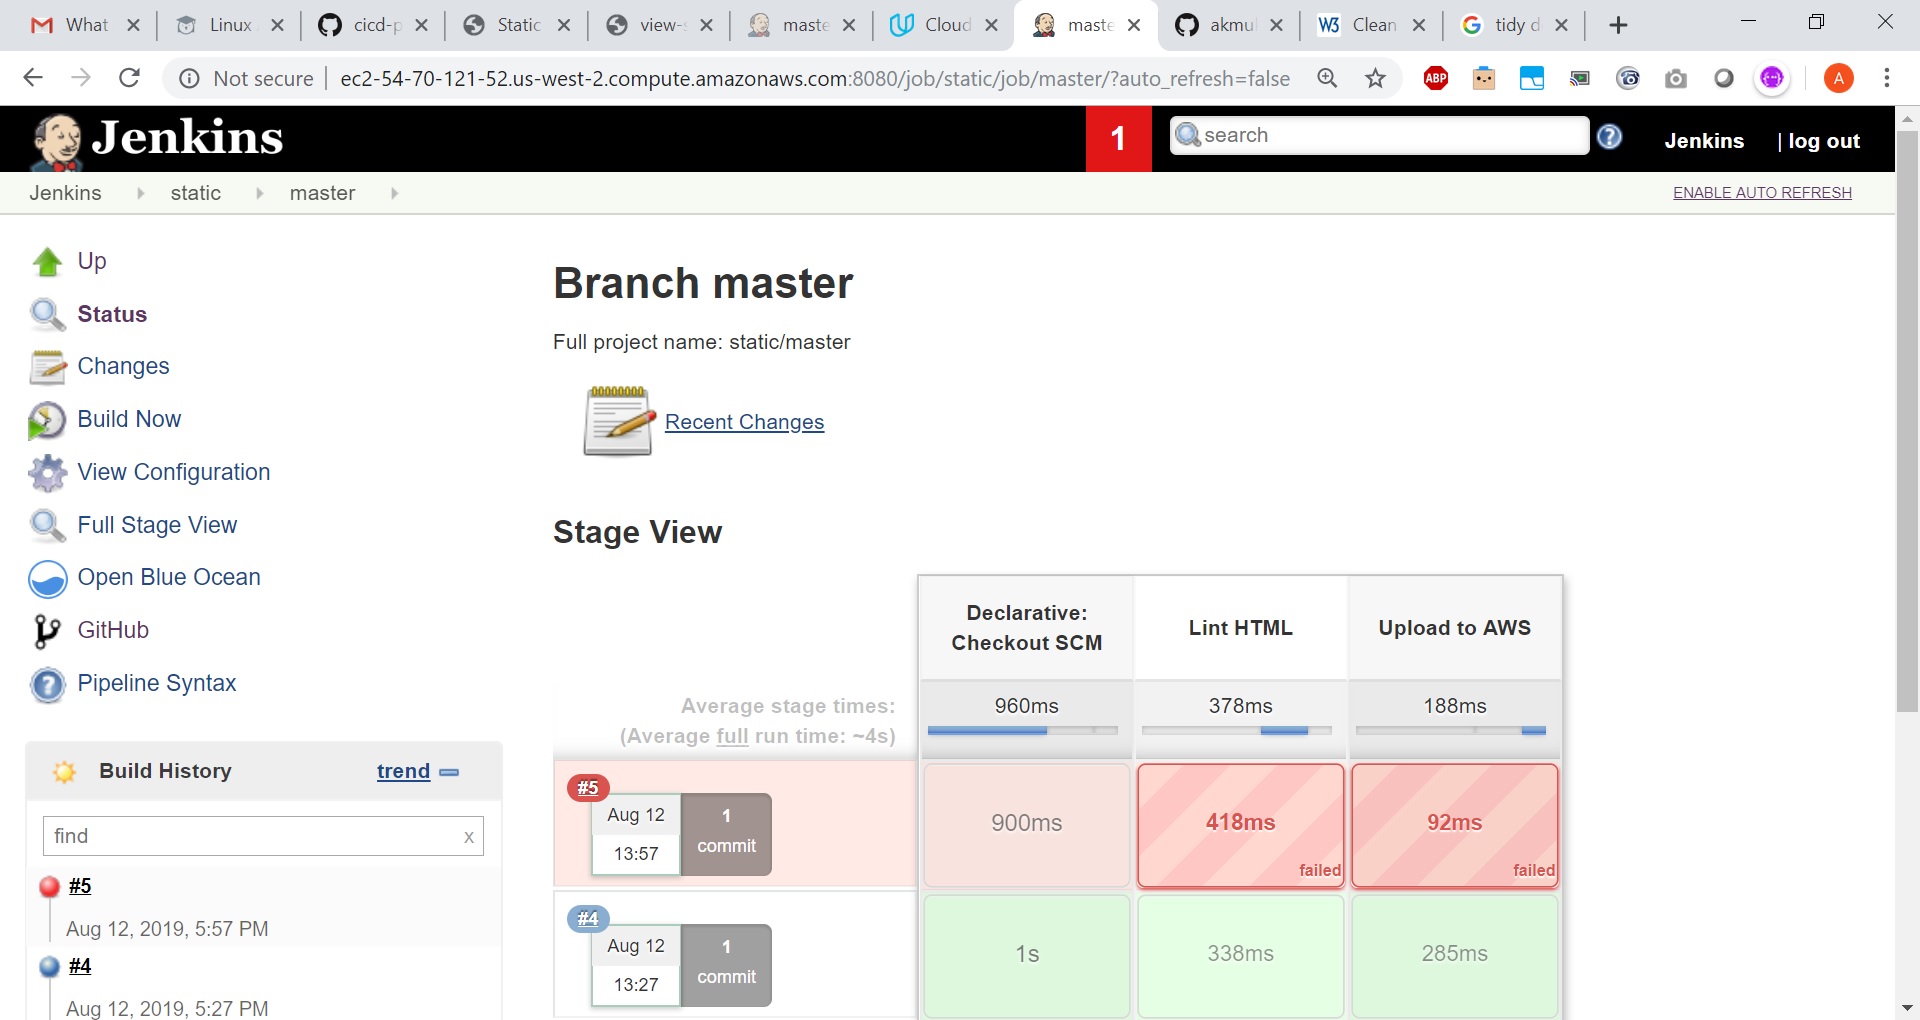 What
Linux
cicd-p
Static
view-s
maste
Cloud
maste
akmul
W3 Clean
tidy d
Not secure | ec2-54-70-121-52.us-west-2.compute.amazonaws.com:8080/job/static/job/master/?auto_refresh=false
ABP
A
Jenkins
1
search
Jenkins
| log out
Jenkins
static
master
ENABLE AUTO REFRESH
Up
Status
Changes
Build Now
View Configuration
Full Stage View
Open Blue Ocean
GitHub
Pipeline Syntax
Build History
trend
find
x
#5
Aug 12, 2019, 5:57 PM
#4
Aug 12, 2019, 5:27 PM
Branch master
Full project name: static/master
Recent Changes
Stage View
Declarative:
Checkout SCM
Lint HTML
Upload to AWS
Average stage times:
(Average full run time: ~4s)
960ms
378ms
188ms
#5
Aug 12
13:57
1
commit
900ms
418ms
failed
92ms
failed
#4
Aug 12
13:27
1
commit
1s
338ms
285ms